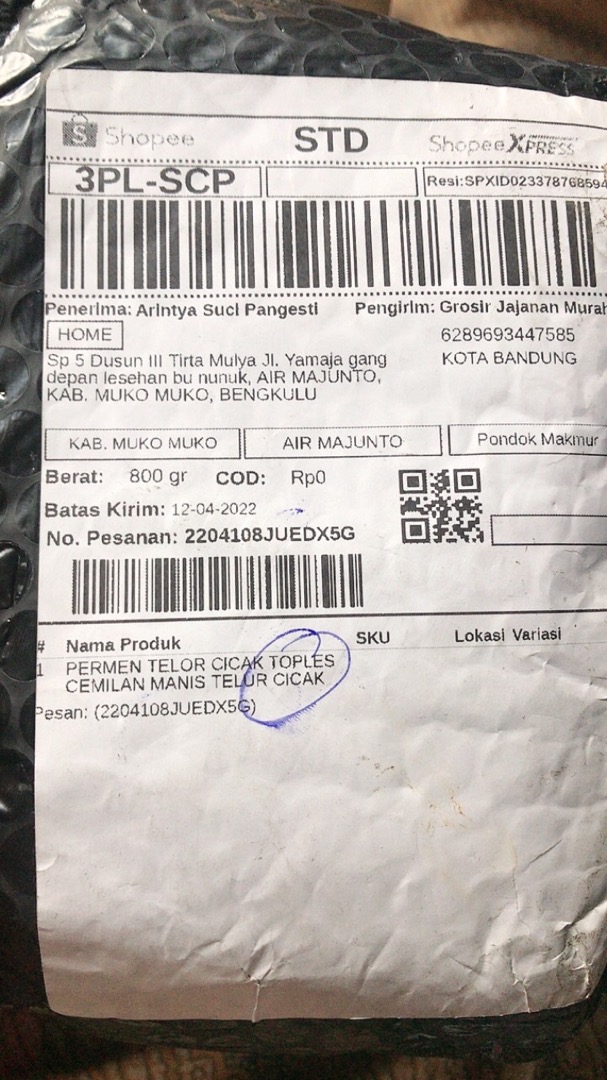 Shopee STD Shopee XPRESS
3PL-SCP Resi:SPXID023378768594
Penerima: Arintya Suci Pangesti Pengirim: Grosir Jajanan Murah
HOME 6289693447585
Sp 5 Dusun III Tirta Mulya Jl. Yamaja gang KOTA BANDUNG
depan lesehan bu nunuk, AIR MAJUNTO,
KAB. MUKO MUKO, BENGKULU
KAB. MUKO MUKO AIR MAJUNTO Pondok Makmur
Berat: 800 gr COD: Rp0
Batas Kirim: 12-04-2022
No. Pesanan: 2204108JUEDX5G
# Nama Produk SKU Lokasi Variasi
1 PERMEN TELOR CICAK TOPLES
CEMILAN MANIS TELUR CICAK
Pesan: (2204108JUEDX5G)